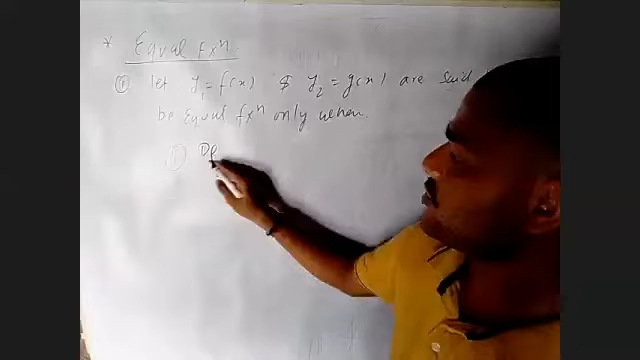 * Equal fxⁿ.
① let y₁ = f(x) & y₂ = g(x) are said
be equal fxⁿ only when.
① Df